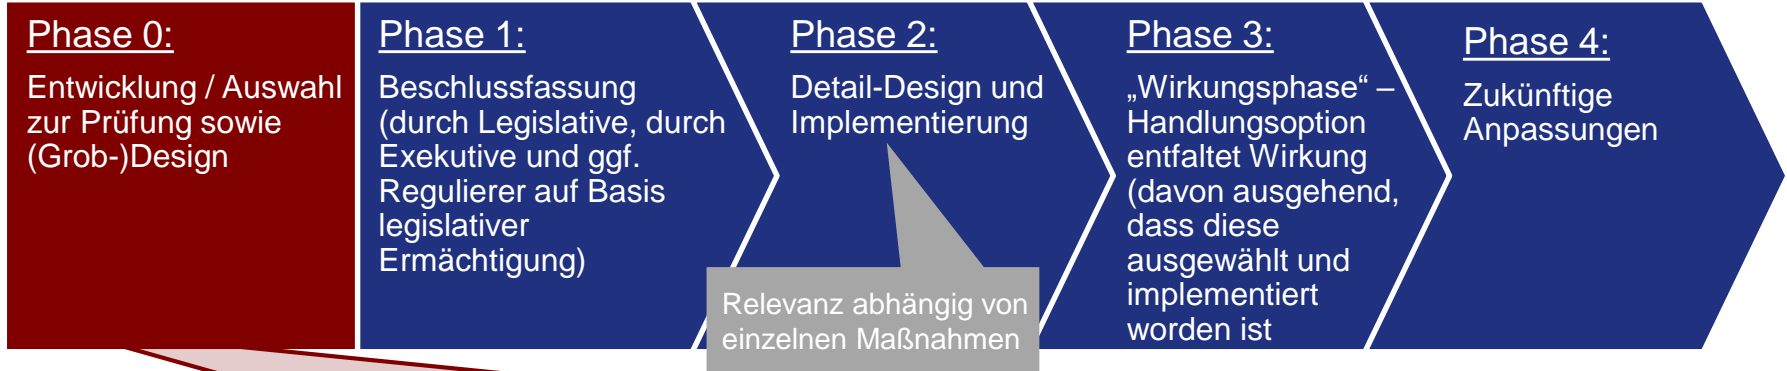 Phase 0:
Entwicklung / Auswahl
zur Prüfung sowie
(Grob-)Design
Phase 1:
Beschlussfassung
(durch Legislative, durch
Exekutive und ggf.
Regulierer auf Basis
legislativer
Ermächtigung)
Phase 2:
Detail-Design und
Implementierung
Relevanz abhängig von
einzelnen Maßnahmen
Phase 3:
„Wirkungsphase“ –
Handlungsoption
entfaltet Wirkung
(davon ausgehend,
dass diese
ausgewählt und
implementiert
worden ist
Phase 4:
Zukünftige
Anpassungen